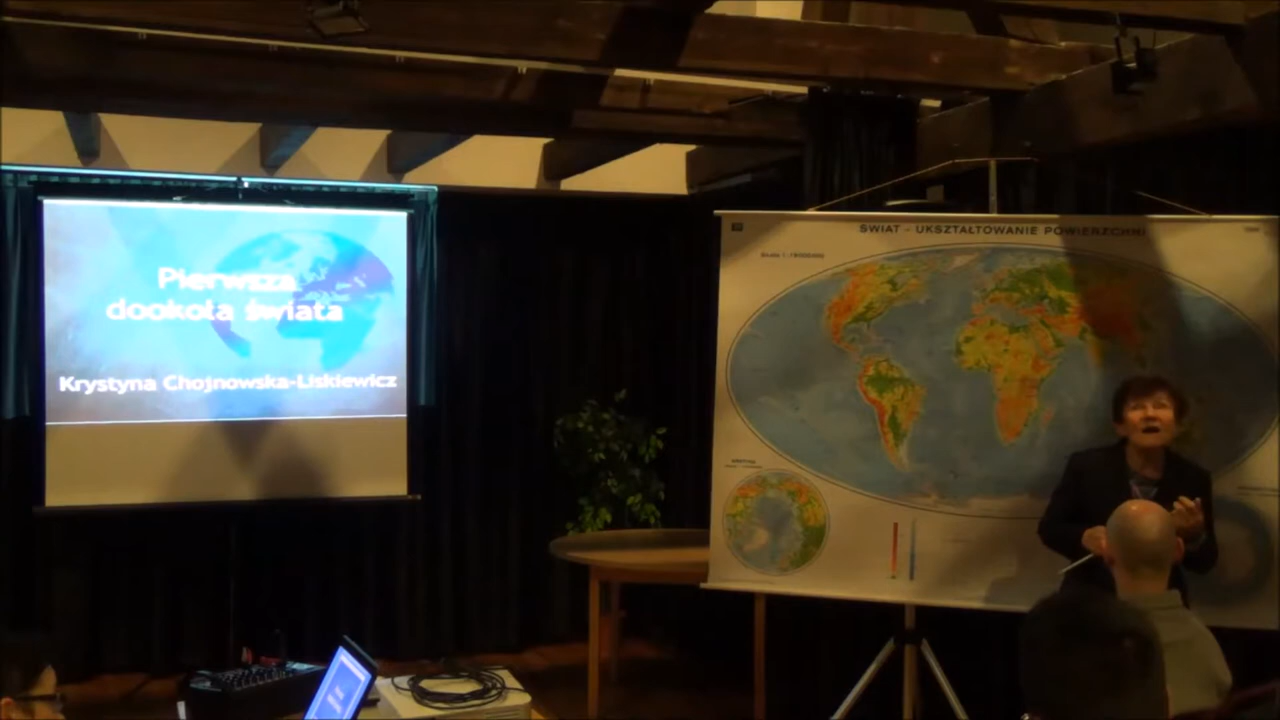 Pierwsza
dookoła świata
Krystyna Chojnowska-Liskiewicz
ŚWIAT - UKSZTAŁTOWANIE POWIERZCHNI